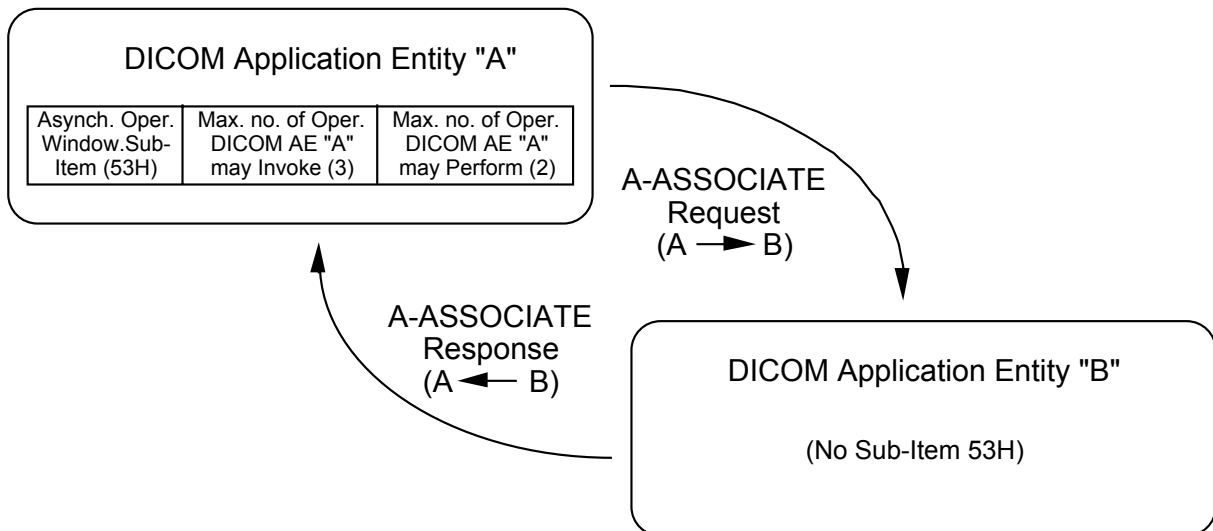 DICOM Application Entity "A"
Asynch. Oper.
Window.Sub-
Item (53H)
Max. no. of Oper.
DICOM AE "A"
may Invoke (3)
Max. no. of Oper.
DICOM AE "A"
may Perform (2)
A-ASSOCIATE
Request
(A → B)
A-ASSOCIATE
Response
(A ← B)
DICOM Application Entity "B"
(No Sub-Item 53H)